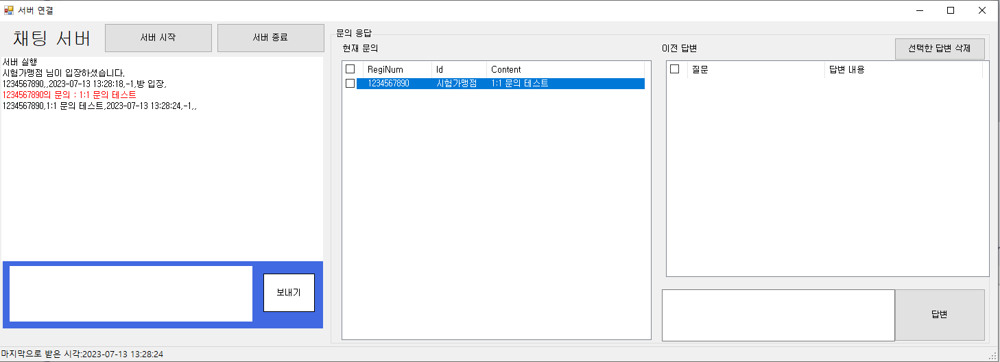 서버 연결
채팅 서버
서버 시작
서버 종료
서버 실행
시험가맹점 님이 입장하셨습니다.
1234567890,,2023-07-13 13:28:18,-1,방 입장,
1234567890의 문의 : 1:1 문의 테스트
1234567890,1:1 문의 테스트,2023-07-13 13:28:24,-1,,
보내기
문의 응답
현재 문의
RegiNum Id Content
1234567890 시험가맹점 1:1 문의 테스트
이전 답변
선택한 답변 삭제
질문 답변 내용
답변
마지막으로 받은 시각:2023-07-13 13:28:24